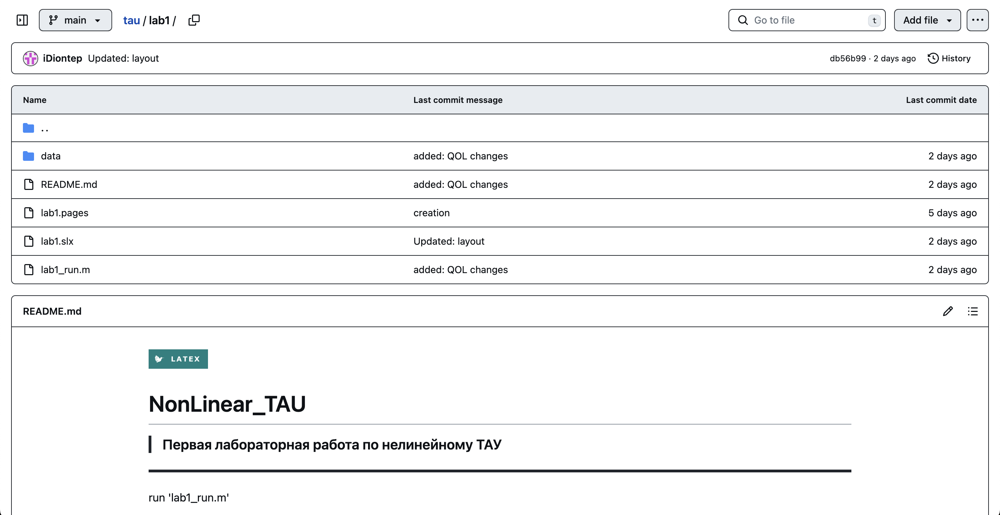 main
tau / lab1 /
Go to file
t
Add file
iDiontep Updated: layout
db56b99 · 2 days ago
History
Name Last commit message Last commit date
..
data added: QOL changes 2 days ago
README.md added: QOL changes 2 days ago
lab1.pages creation 5 days ago
lab1.slx Updated: layout 2 days ago
lab1_run.m added: QOL changes 2 days ago
README.md
LATEX
NonLinear_TAU
Первая лабораторная работа по нелинейному ТАУ
run 'lab1_run.m'